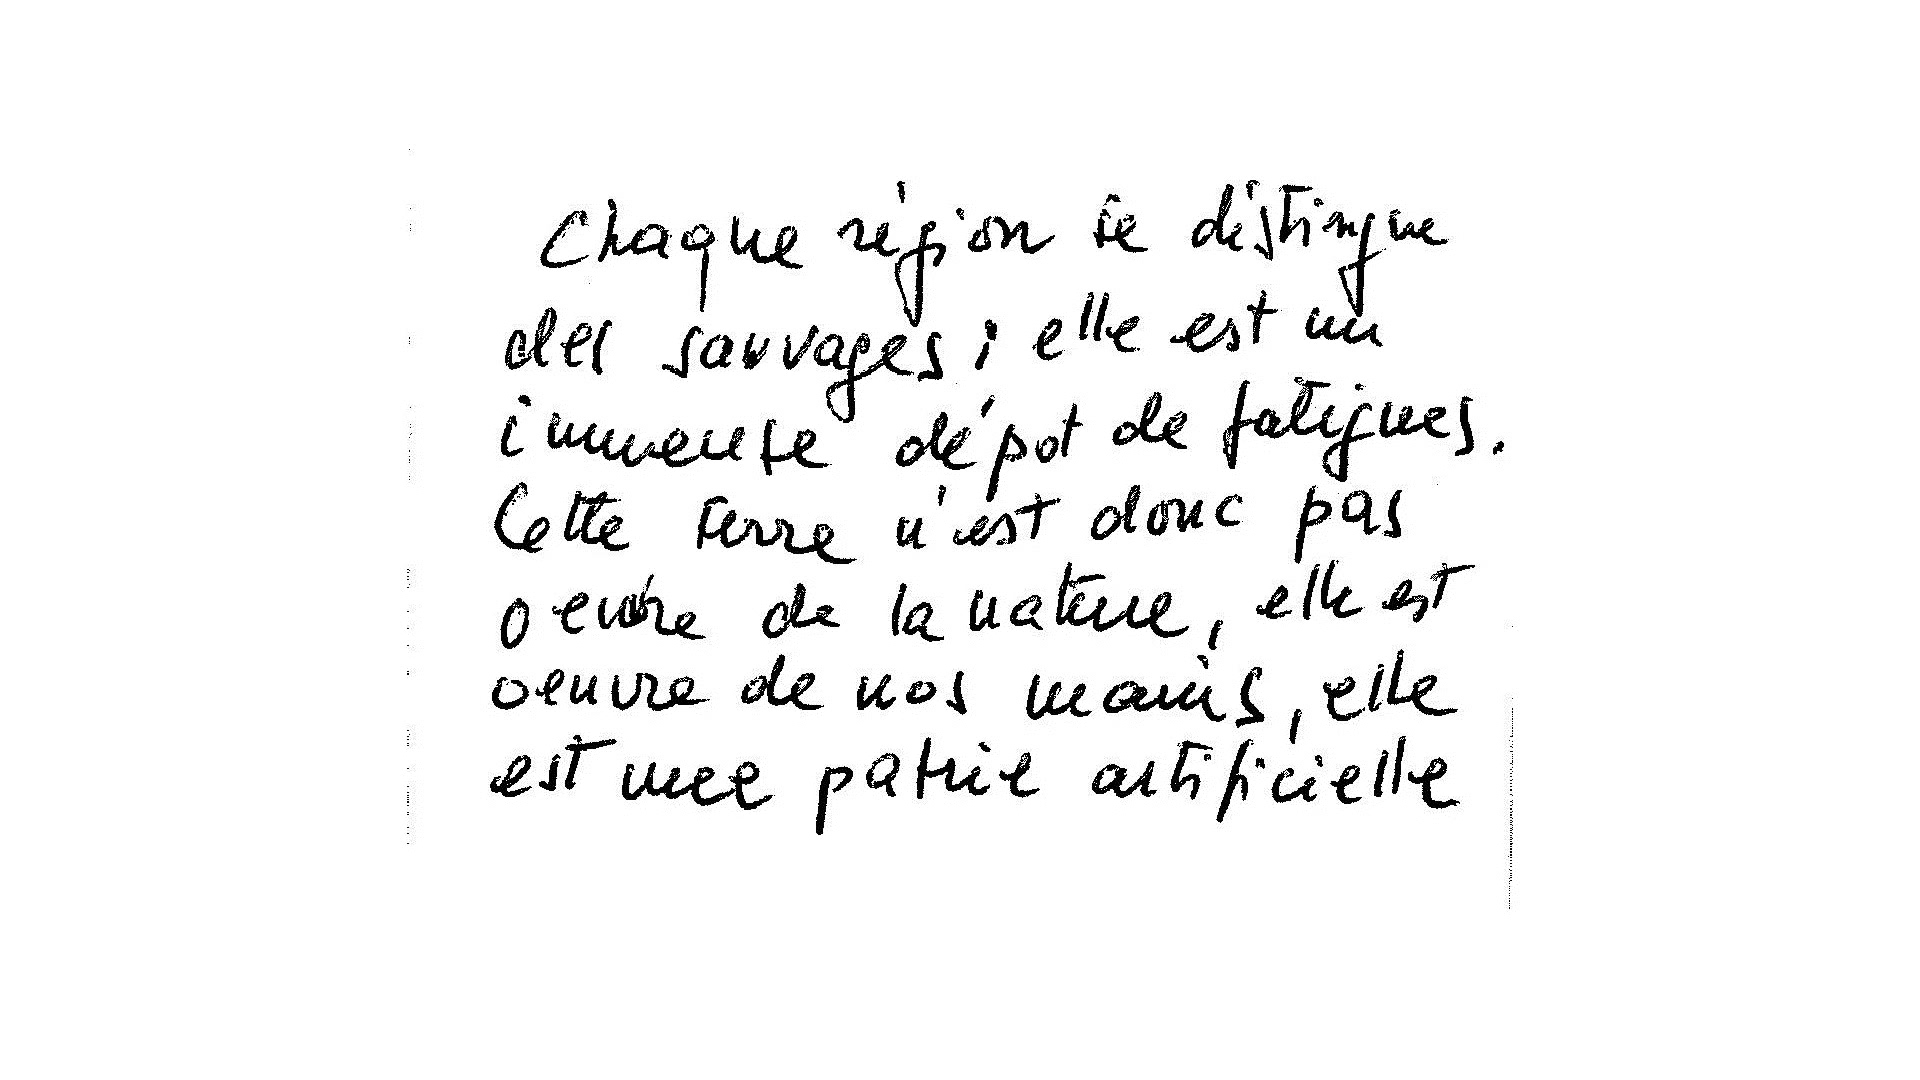 Chaque région se distingue
des sauvages ; elle est un
immense dépot de fatigues.
Cette terre n'est donc pas
oeuvre de la nature, elle est
oeuvre de nos mains, elle
est une patrie artificielle